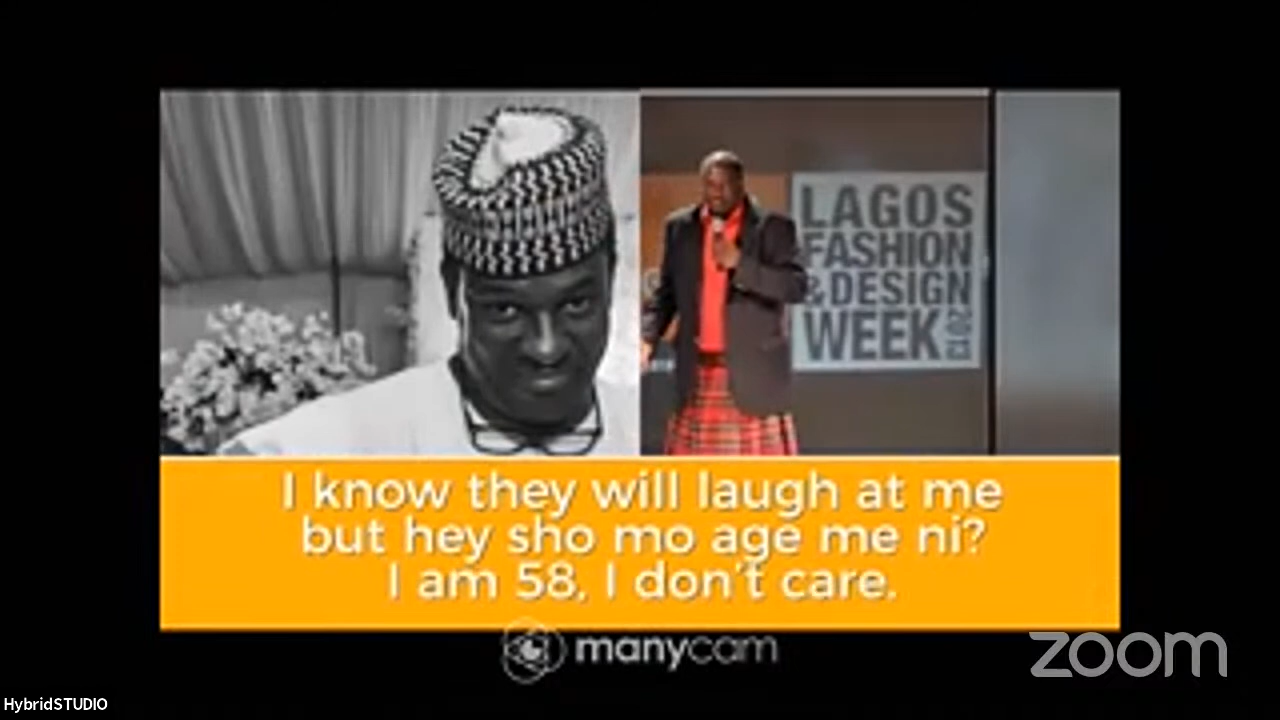 LAGOS
FASHION
& DESIGN
WEEK 2013
I know they will laugh at me
but hey sho mo age me ni?
I am 58, I don't care.
manycam
zoom
HybridSTUDIO